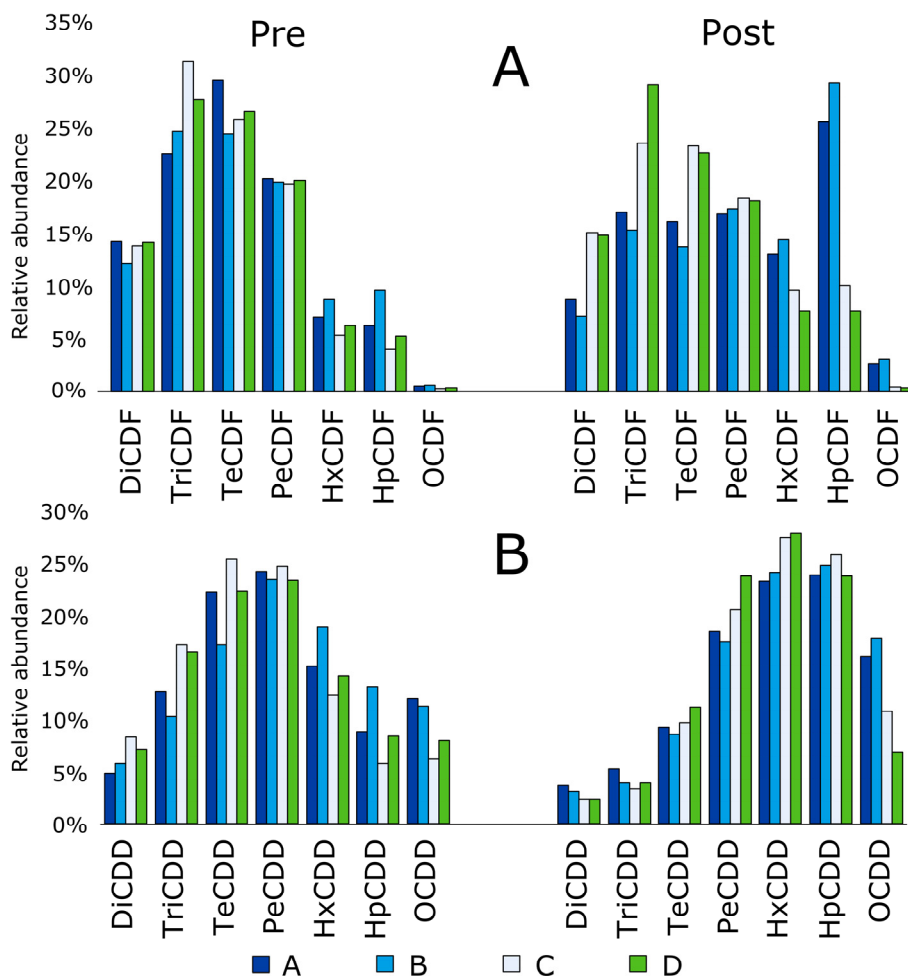 35%
Pre
Post
30%
A
25%
20%
15%
10%
5%
0%
Relative abundance
DiCDF
TriCDF
TeCDF
PeCDF
HxCDF
HpCDF
OCDF
DiCDF
TriCDF
TeCDF
PeCDF
HxCDF
HpCDF
OCDF
30%
B
25%
20%
15%
10%
5%
0%
Relative abundance
DiCDD
TriCDD
TeCDD
PeCDD
HxCDD
HpCDD
OCDD
DiCDD
TriCDD
TeCDD
PeCDD
HxCDD
HpCDD
OCDD
A B C D